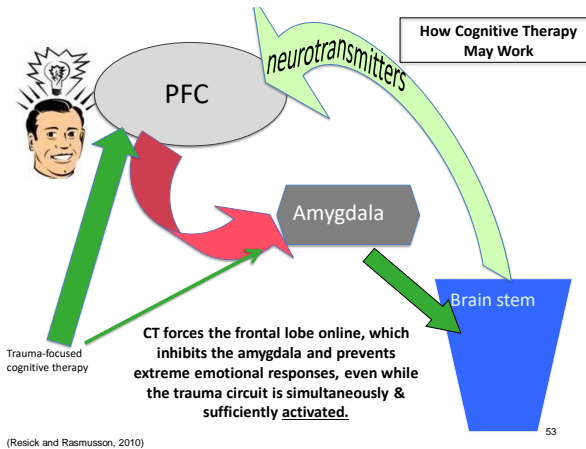 How Cognitive Therapy
May Work
neurotransmitters
PFC
Amygdala
Brain stem
Trauma-focused
cognitive therapy
CT forces the frontal lobe online, which
inhibits the amygdala and prevents
extreme emotional responses, even while
the trauma circuit is simultaneously &
sufficiently activated.
53
(Resick and Rasmusson, 2010)